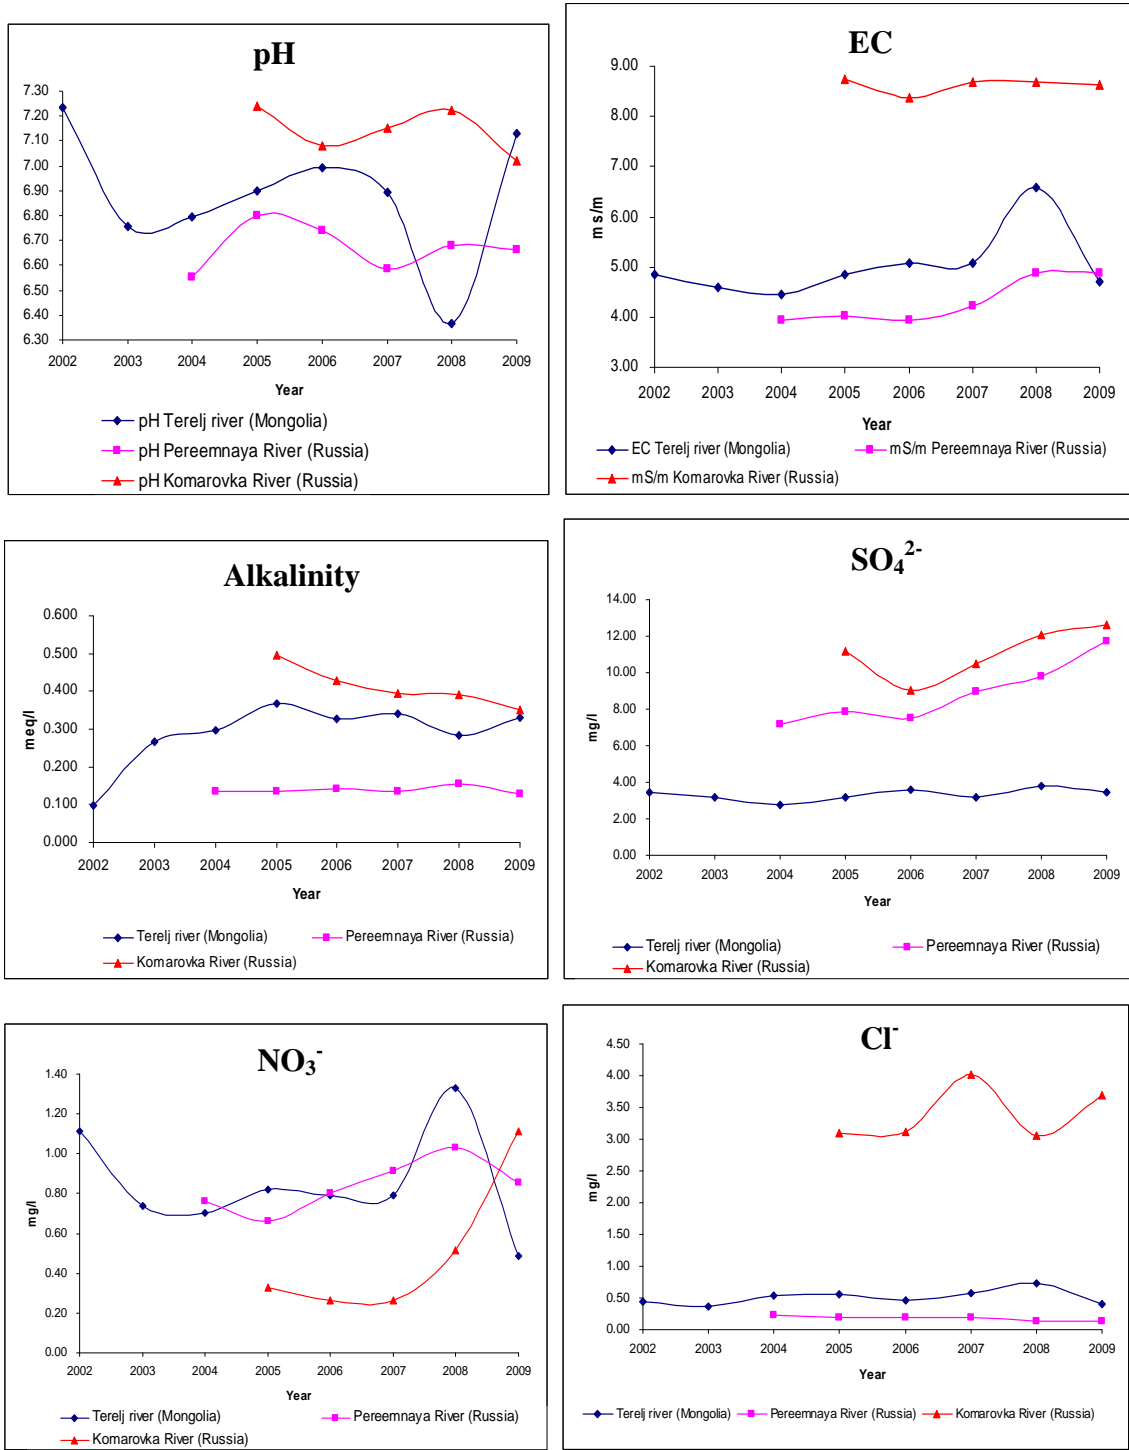 pH
7.30
7.20
7.10
7.00
6.90
6.80
6.70
6.60
6.50
6.40
6.30
2002 2003 2004 2005 2006 2007 2008 2009
Year
pH Terelj river (Mongolia)
pH Pereemnaya River (Russia)
pH Komarovka River (Russia)
EC
9.00
8.00
7.00
6.00
5.00
4.00
3.00
ms/m
2002 2003 2004 2005 2006 2007 2008 2009
Year
EC Terelj river (Mongolia) mS/m Pereemnaya River (Russia)
mS/m Komarovka River (Russia)
Alkalinity
0.600
0.500
0.400
0.300
0.200
0.100
0.000
meq/l
2002 2003 2004 2005 2006 2007 2008 2009
Year
Terelj river (Mongolia) Pereemnaya River (Russia)
Komarovka River (Russia)
SO₄²⁻
14.00
12.00
10.00
8.00
6.00
4.00
2.00
0.00
mg/l
2002 2003 2004 2005 2006 2007 2008 2009
Year
Terelj river (Mongolia) Pereemnaya River (Russia)
Komarovka River (Russia)
NO₃⁻
1.40
1.20
1.00
0.80
0.60
0.40
0.20
0.00
mg/l
2002 2003 2004 2005 2006 2007 2008 2009
Year
Terelj river (Mongolia) Pereemnaya River (Russia)
Komarovka River (Russia)
Cl⁻
4.50
4.00
3.50
3.00
2.50
2.00
1.50
1.00
0.50
0.00
mg/l
2002 2003 2004 2005 2006 2007 2008 2009
Year
Terelj river (Mongolia) Pereemnaya River (Russia) Komarovka River (Russia)